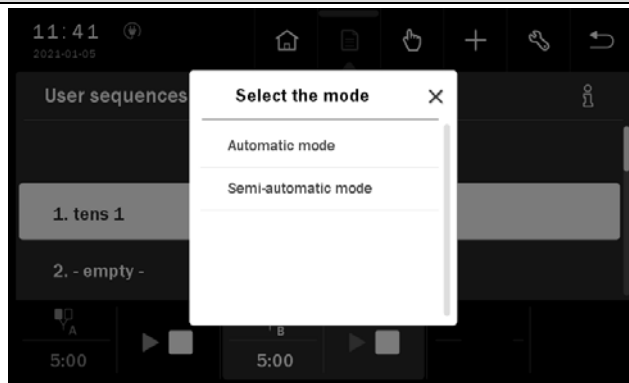 11:41
2021-01-05
User sequences
Select the mode
Automatic mode
Semi-automatic mode
1. tens 1
2. - empty -
A
B
5:00
5:00